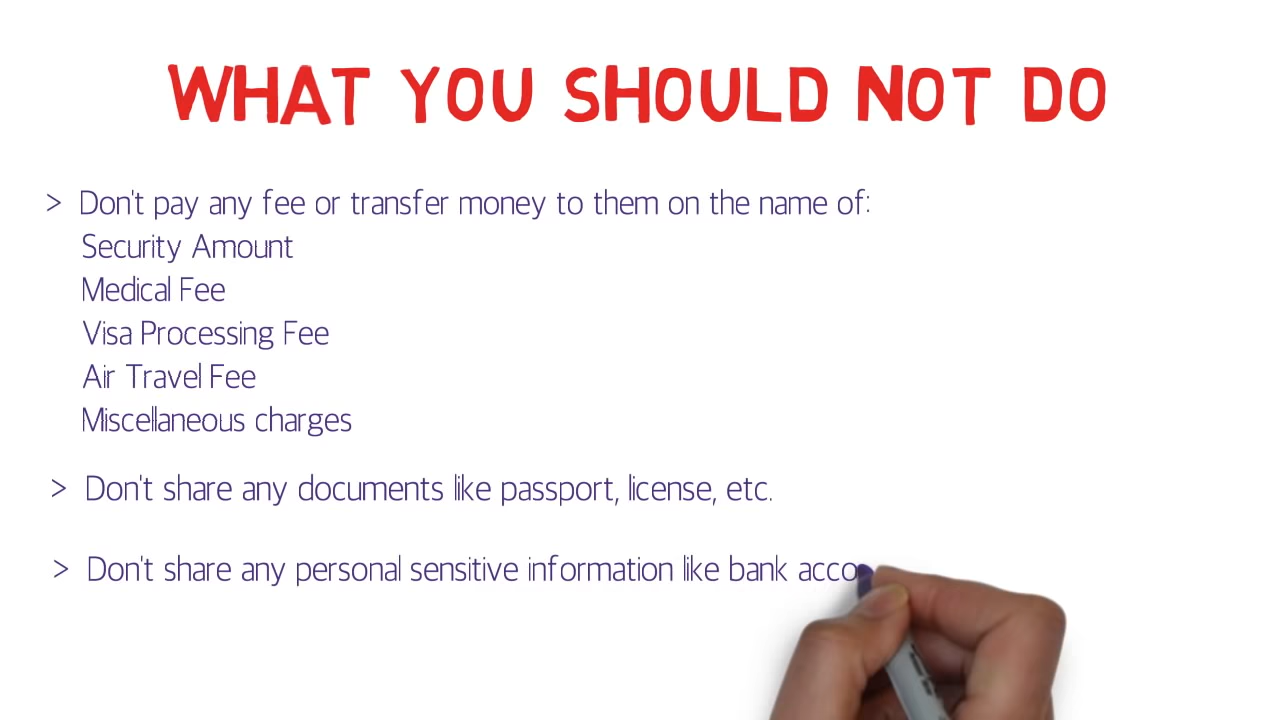 WHAT YOU SHOULD NOT DO
> Don't pay any fee or transfer money to them on the name of:
Security Amount
Medical Fee
Visa Processing Fee
Air Travel Fee
Miscellaneous charges
> Don't share any documents like passport, license, etc.
> Don't share any personal sensitive information like bank acco